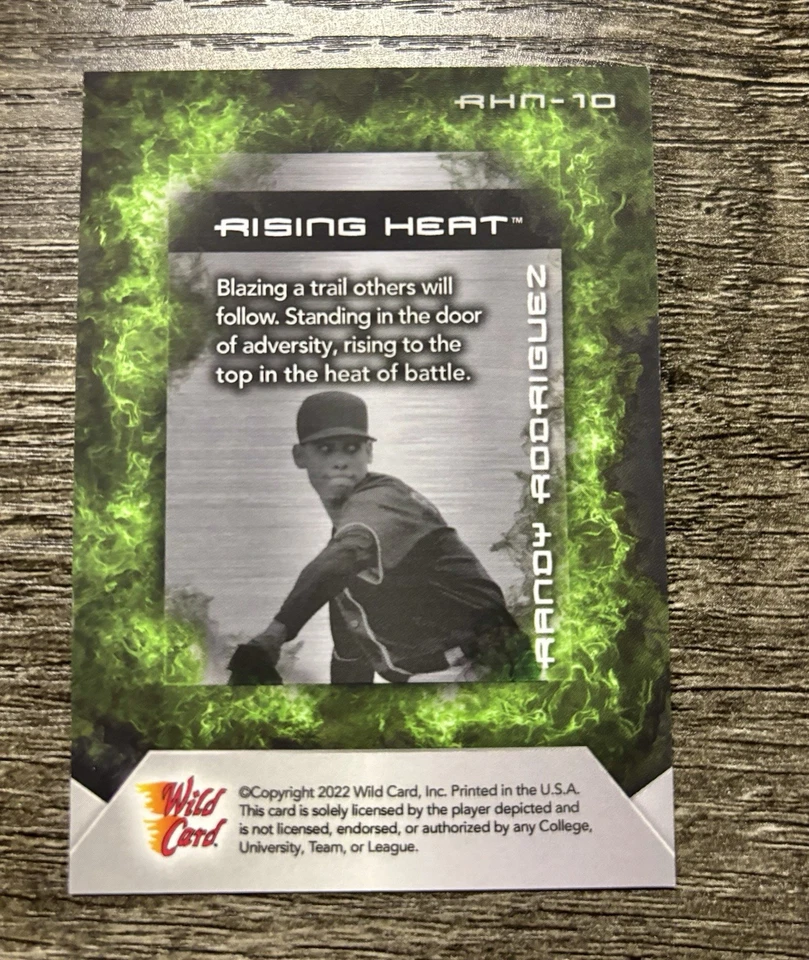 RHN-10
RISING HEAT™
Blazing a trail others will
follow. Standing in the door
of adversity, rising to the
top in the heat of battle.
RANDY RODRIGUEZ
Wild
Card.
©Copyright 2022 Wild Card, Inc. Printed in the U.S.A.
This card is solely licensed by the player depicted and
is not licensed, endorsed, or authorized by any College,
University, Team, or League.